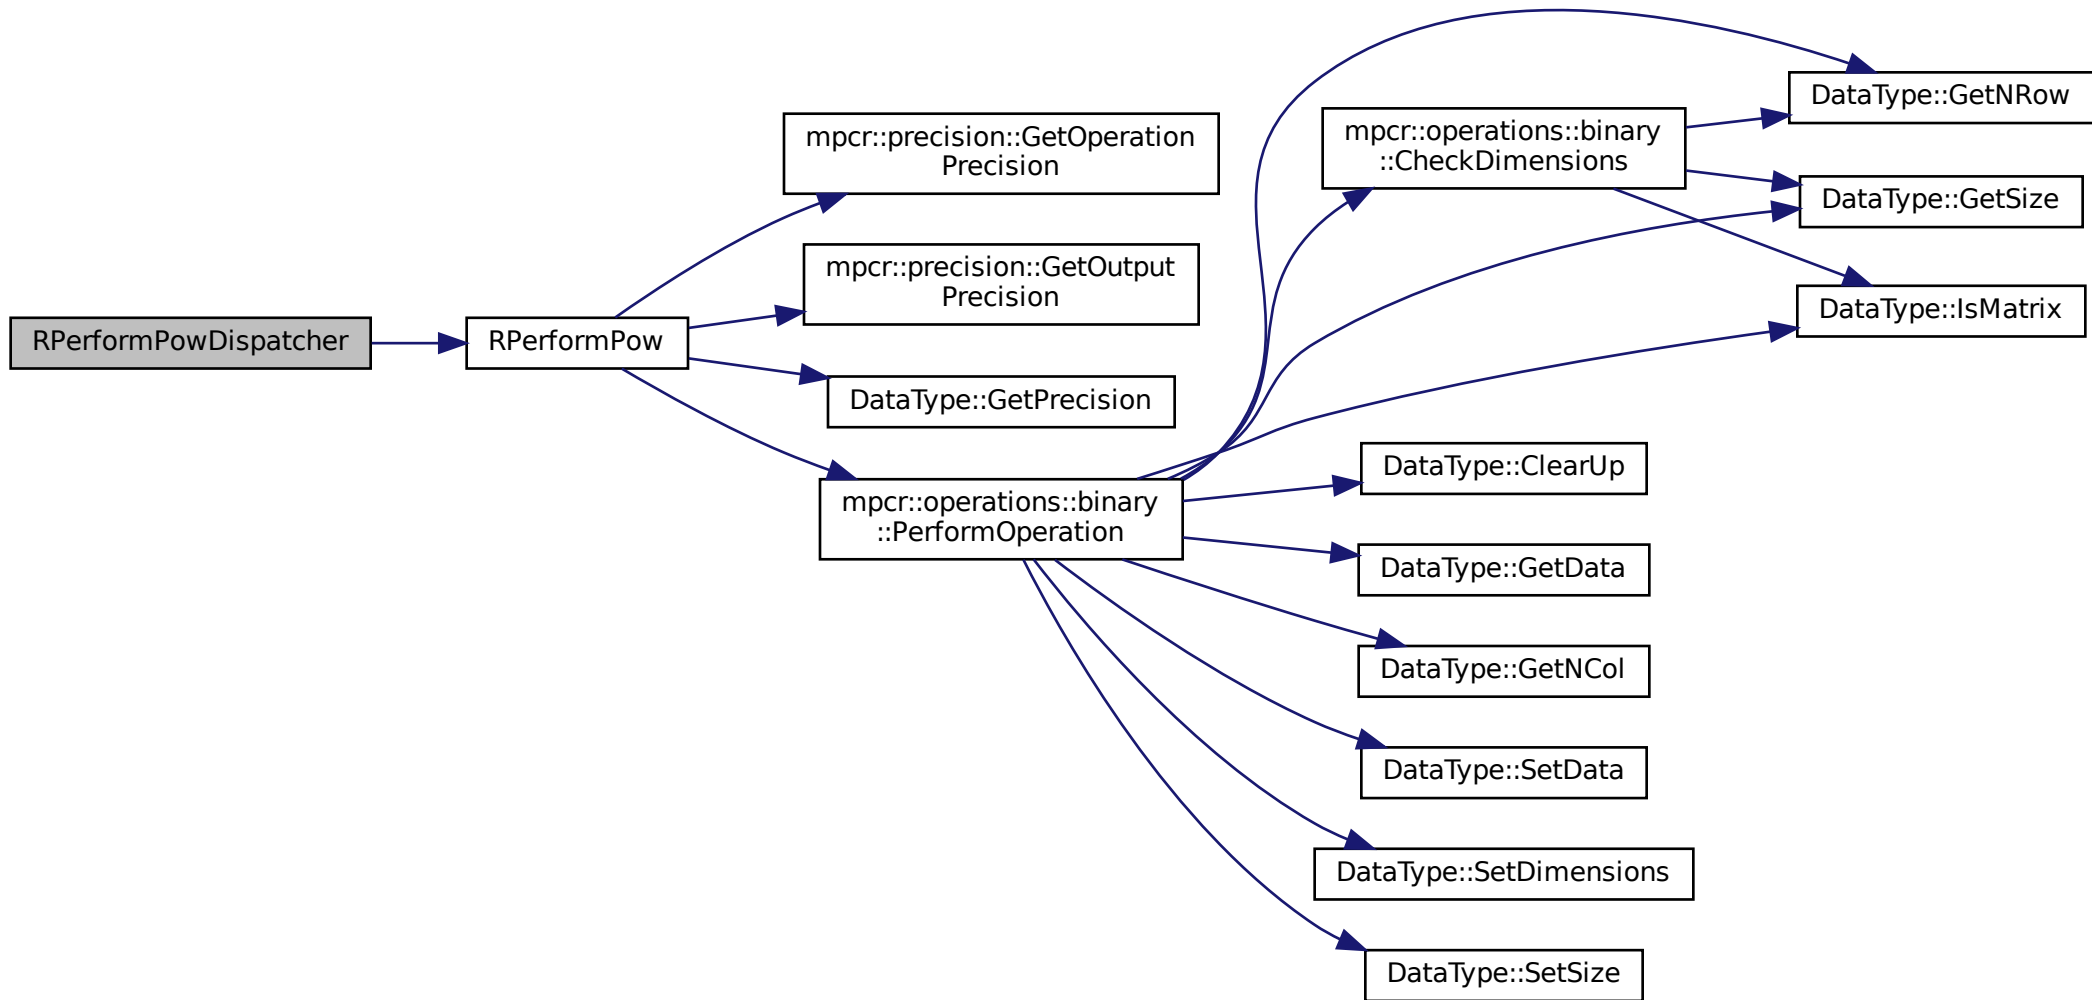 RPerformPowDispatcher
RPerformPow
mpcr::precision::GetOperation
Precision
mpcr::precision::GetOutput
Precision
DataType::GetPrecision
mpcr::operations::binary
::PerformOperation
mpcr::operations::binary
::CheckDimensions
DataType::ClearUp
DataType::GetData
DataType::GetNCol
DataType::SetData
DataType::SetDimensions
DataType::SetSize
DataType::GetNRow
DataType::GetSize
DataType::IsMatrix